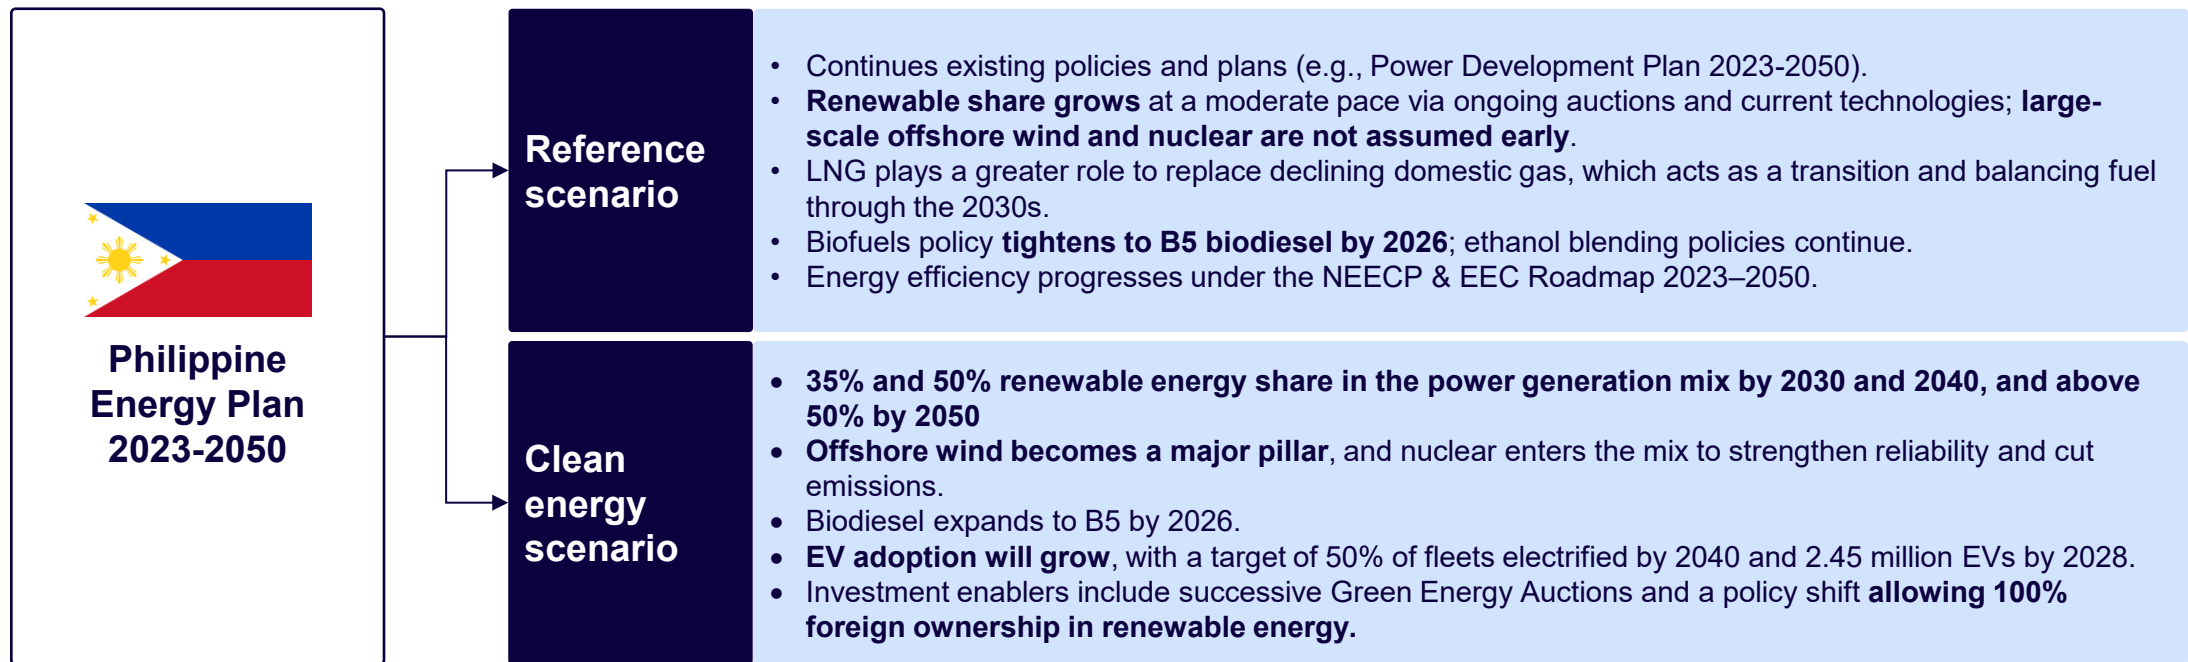 Philippine
Energy Plan
2023-2050
Reference
scenario
• Continues existing policies and plans (e.g., Power Development Plan 2023-2050).
• Renewable share grows at a moderate pace via ongoing auctions and current technologies; large-
scale offshore wind and nuclear are not assumed early.
• LNG plays a greater role to replace declining domestic gas, which acts as a transition and balancing fuel
through the 2030s.
• Biofuels policy tightens to B5 biodiesel by 2026; ethanol blending policies continue.
• Energy efficiency progresses under the NEECP & EEC Roadmap 2023–2050.
Clean
energy
scenario
• 35% and 50% renewable energy share in the power generation mix by 2030 and 2040, and above
50% by 2050
• Offshore wind becomes a major pillar, and nuclear enters the mix to strengthen reliability and cut
emissions.
• Biodiesel expands to B5 by 2026.
• EV adoption will grow, with a target of 50% of fleets electrified by 2040 and 2.45 million EVs by 2028.
• Investment enablers include successive Green Energy Auctions and a policy shift allowing 100%
foreign ownership in renewable energy.